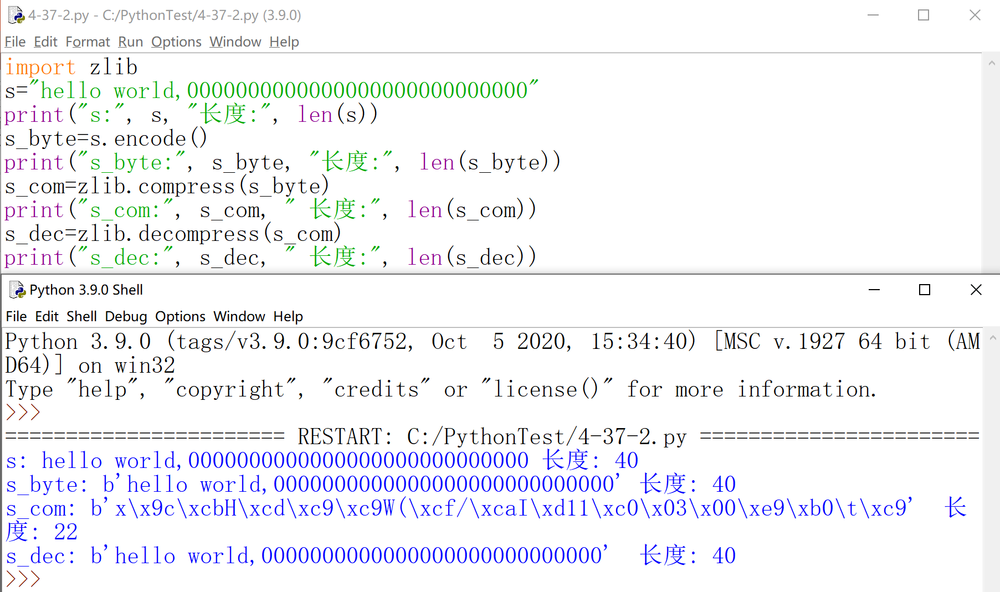 4-37-2.py - C:/PythonTest/4-37-2.py (3.9.0)
File Edit Format Run Options Window Help
import zlib
s="hello world,0000000000000000000000000000"
print("s:", s, "长度:", len(s))
s_byte=s.encode()
print("s_byte:", s_byte, "长度:", len(s_byte))
s_com=zlib.compress(s_byte)
print("s_com:", s_com, " 长度:", len(s_com))
s_dec=zlib.decompress(s_com)
print("s_dec:", s_dec, " 长度:", len(s_dec))
Python 3.9.0 Shell
File Edit Shell Debug Options Window Help
Python 3.9.0 (tags/v3.9.0:9cf6752, Oct  5 2020, 15:34:40) [MSC v.1927 64 bit (AM
D64)] on win32
Type "help", "copyright", "credits" or "license()" for more information.
>>>
======================= RESTART: C:/PythonTest/4-37-2.py =======================
s: hello world,0000000000000000000000000000 长度: 40
s_byte: b'hello world,0000000000000000000000000000' 长度: 40
s_com: b'x\x9c\xcbH\xcd\xc9\xc9W(\xcf/\xcaI\xd11\xc0\x03\x00\xe9\xb0\t\xc9'  长
度: 22
s_dec: b'hello world,0000000000000000000000000000'  长度: 40
>>>